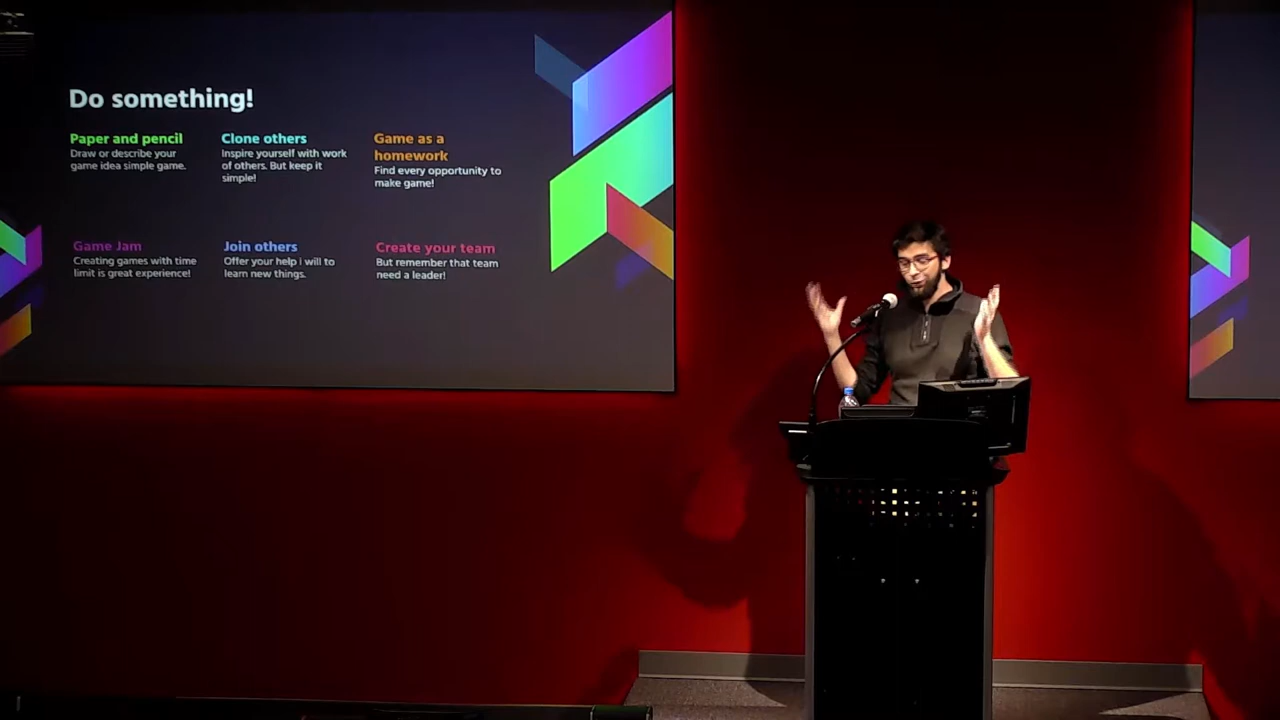 Do something!
Paper and pencil
Draw or describe your
game idea simple game.
Clone others
Inspire yourself with work
of others. But keep it
simple!
Game as a
homework
Find every opportunity to
make game!
Game Jam
Creating games with time
limit is great experience!
Join others
Offer your help i will to
learn new things.
Create your team
But remember that team
need a leader!